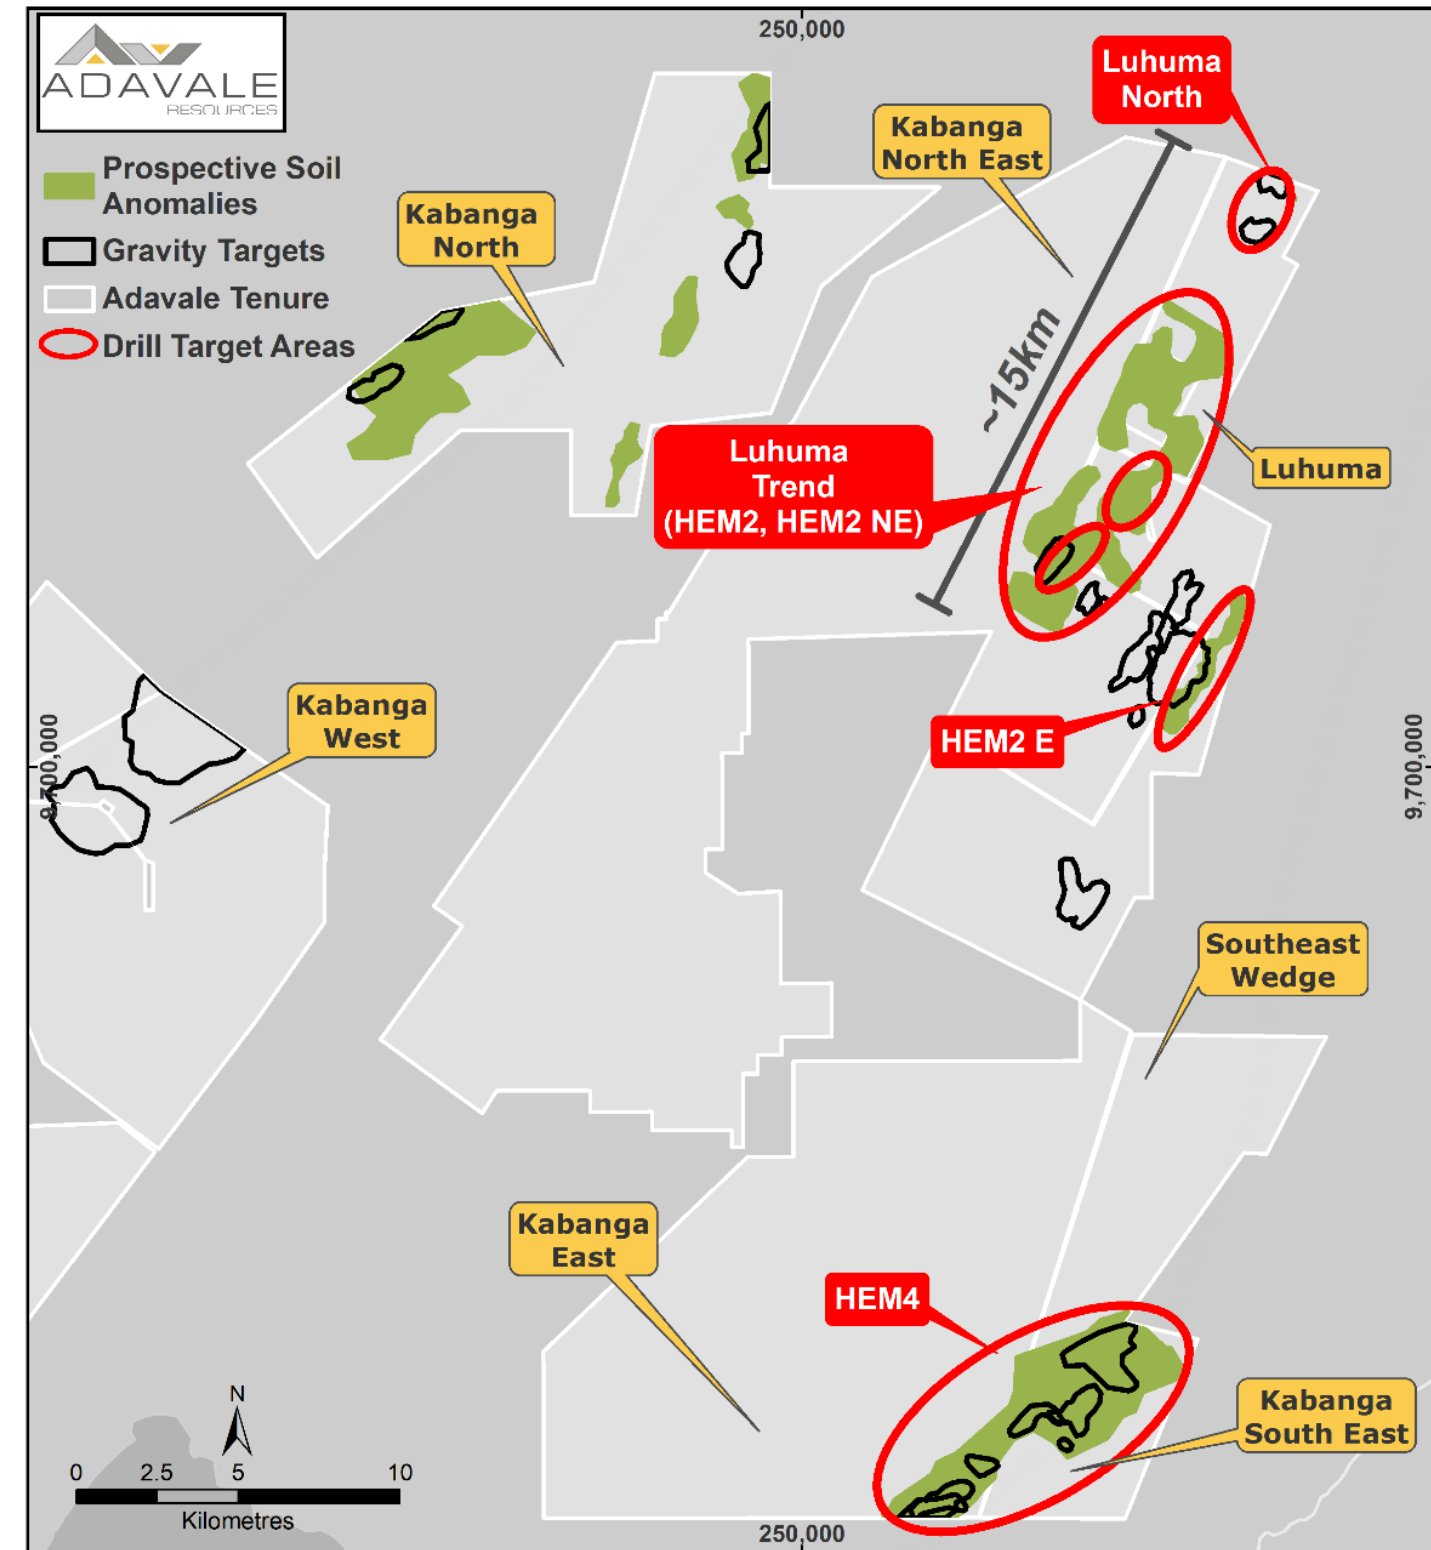 250,000
ADAVALE
RESOURCES
Prospective Soil
Anomalies
Gravity Targets
Adavale Tenure
Drill Target Areas
Luhuma
North
Kabanga
North East
Kabanga
North
~15km
Luhuma
Trend
(HEM2, HEM2 NE)
Luhuma
Kabanga
West
HEM2 E
9,700,000
9,700,000
Southeast
Wedge
Kabanga
East
HEM4
Kabanga
South East
N
0 2.5 5 10
Kilometres
250,000